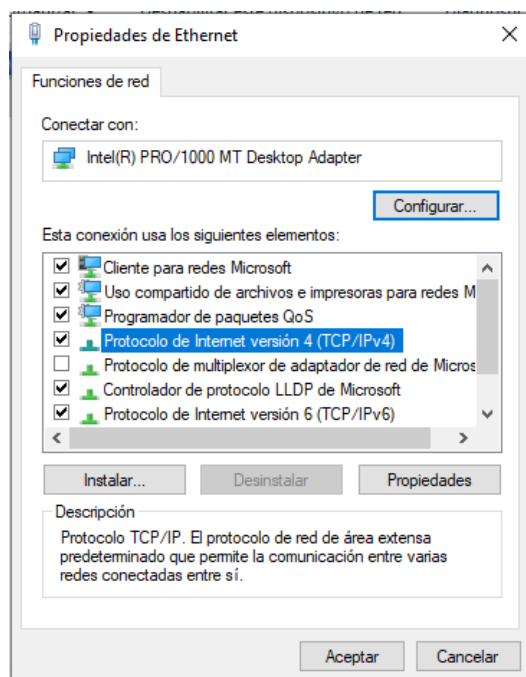 Propiedades de Ethernet
Funciones de red
Conectar con:
Intel(R) PRO/1000 MT Desktop Adapter
Configurar...
Esta conexión usa los siguientes elementos:
Cliente para redes Microsoft
Uso compartido de archivos e impresoras para redes M
Programador de paquetes QoS
Protocolo de Internet versión 4 (TCP/IPv4)
Protocolo de multiplexor de adaptador de red de Micros
Controlador de protocolo LLDP de Microsoft
Protocolo de Internet versión 6 (TCP/IPv6)
Instalar...
Desinstalar
Propiedades
Descripción
Protocolo TCP/IP. El protocolo de red de área extensa
predeterminado que permite la comunicación entre varias
redes conectadas entre sí.
Aceptar
Cancelar